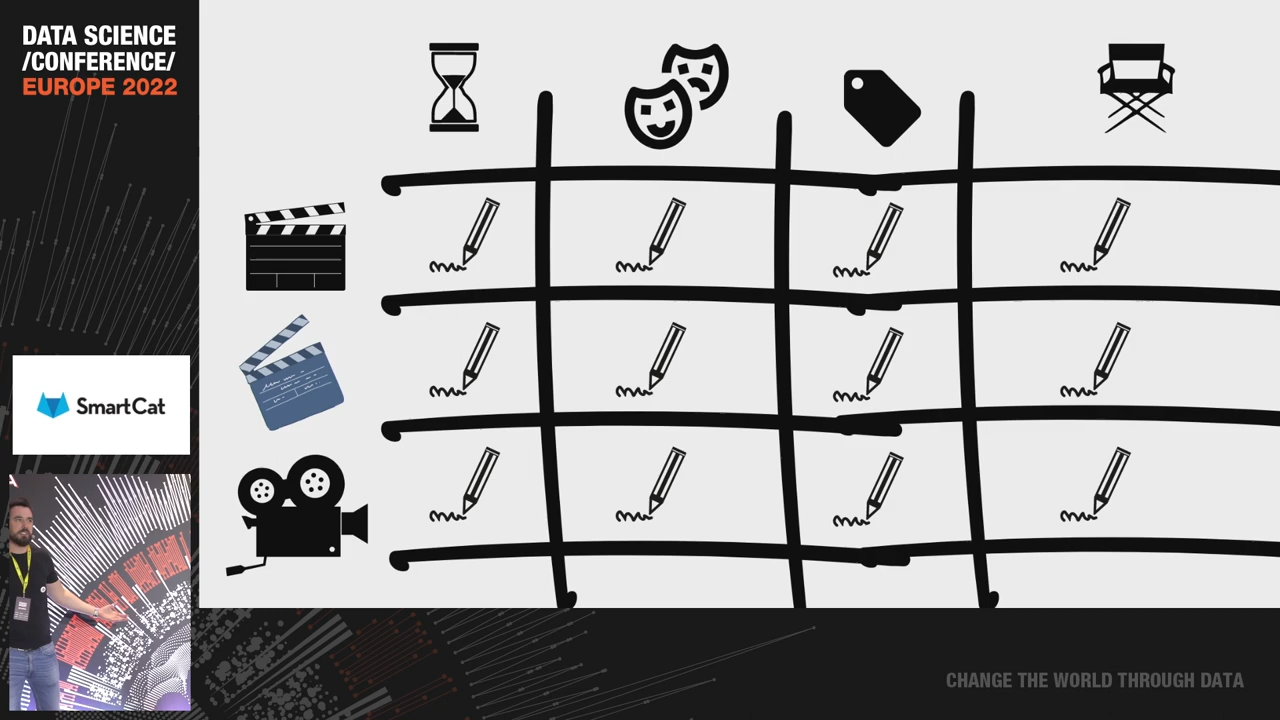 DATA SCIENCE
/CONFERENCE/
EUROPE 2022
SmartCat
CHANGE THE WORLD THROUGH DATA